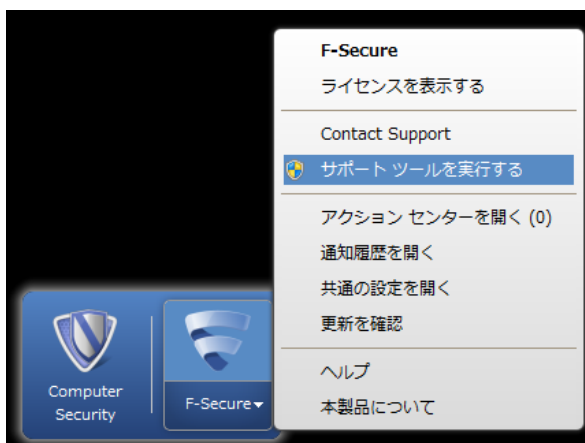 F-Secure
ライセンスを表示する
Contact Support
サポート ツールを実行する
アクション センターを開く (0)
通知履歴を開く
共通の設定を開く
更新を確認
ヘルプ
本製品について
Computer
Security
F-Secure